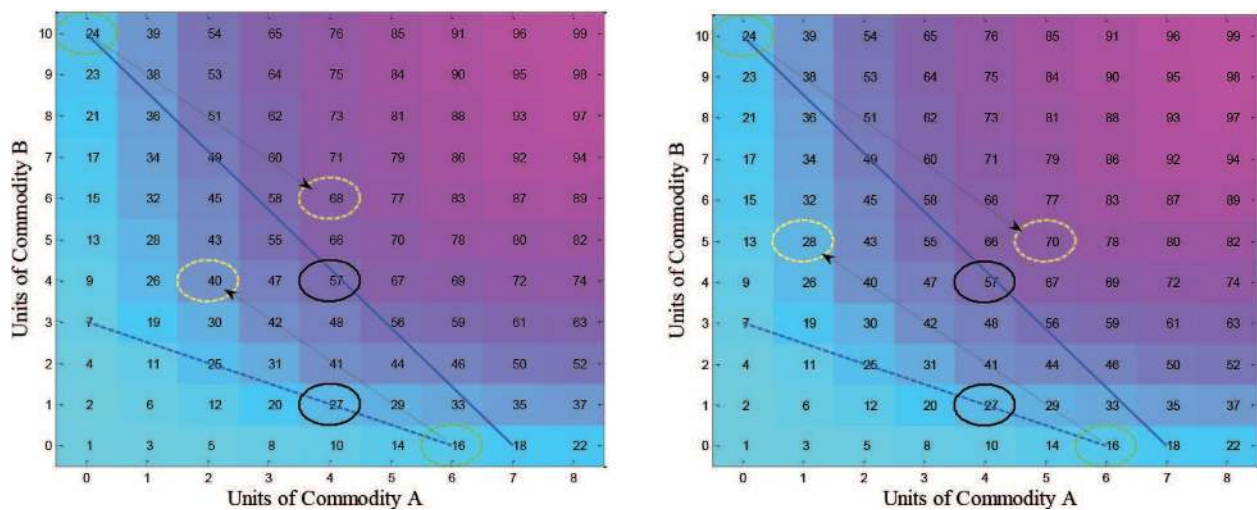 Units of Commodity B
10 24 39 54 65 76 85 91 96 99
9 23 38 53 64 75 84 90 95 98
8 21 36 51 62 73 81 88 93 97
7 17 34 49 60 71 79 86 92 94
6 15 32 45 58 68 77 83 87 89
5 13 28 43 55 66 70 78 80 82
4 9 26 40 47 57 67 69 72 74
3 7 19 30 42 48 56 59 61 63
2 4 11 25 31 41 44 46 50 52
1 2 6 12 20 27 29 33 35 37
0 1 3 5 8 10 14 16 18 22
0 1 2 3 4 5 6 7 8
Units of Commodity A
Units of Commodity B
10 24 39 54 65 76 85 91 96 99
9 23 38 53 64 75 84 90 95 98
8 21 36 51 62 73 81 88 93 97
7 17 34 49 60 71 79 86 92 94
6 15 32 45 58 68 77 83 87 89
5 13 28 43 55 66 70 78 80 82
4 9 26 40 47 57 67 69 72 74
3 7 19 30 42 48 56 59 61 63
2 4 11 25 31 41 44 46 50 52
1 2 6 12 20 27 29 33 35 37
0 1 3 5 8 10 14 16 18 22
0 1 2 3 4 5 6 7 8
Units of Commodity A